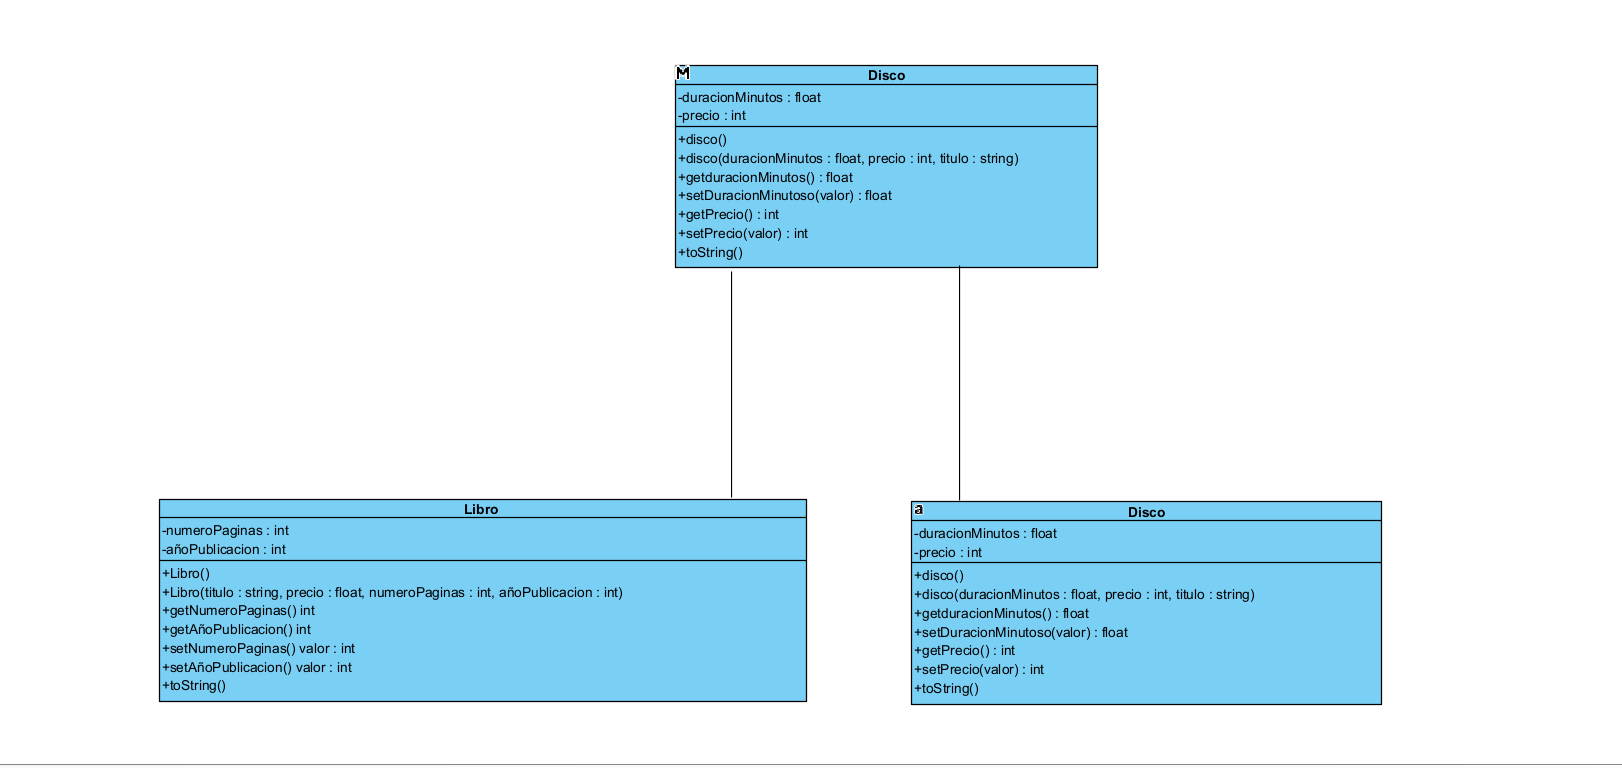 M
Disco
-duracionMinutos : float
-precio : int
+disco()
+disco(duracionMinutos : float, precio : int, titulo : string)
+getduracionMinutos() : float
+setDuracionMinutoso(valor) : float
+getPrecio() : int
+setPrecio(valor) : int
+toString()
Libro
-numeroPaginas : int
-añoPublicacion : int
+Libro()
+Libro(titulo : string, precio : float, numeroPaginas : int, añoPublicacion : int)
+getNumeroPaginas() int
+getAñoPublicacion() int
+setNumeroPaginas() valor : int
+setAñoPublicacion() valor : int
+toString()
a
Disco
-duracionMinutos : float
-precio : int
+disco()
+disco(duracionMinutos : float, precio : int, titulo : string)
+getduracionMinutos() : float
+setDuracionMinutoso(valor) : float
+getPrecio() : int
+setPrecio(valor) : int
+toString()